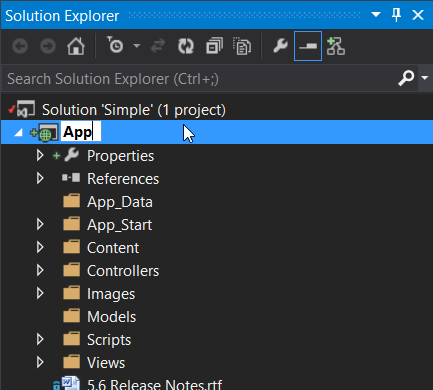 Solution Explorer
Search Solution Explorer (Ctrl+;)
Solution 'Simple' (1 project)
App
Properties
References
App_Data
App_Start
Content
Controllers
Images
Models
Scripts
Views
5.6 Release Notes.rtf